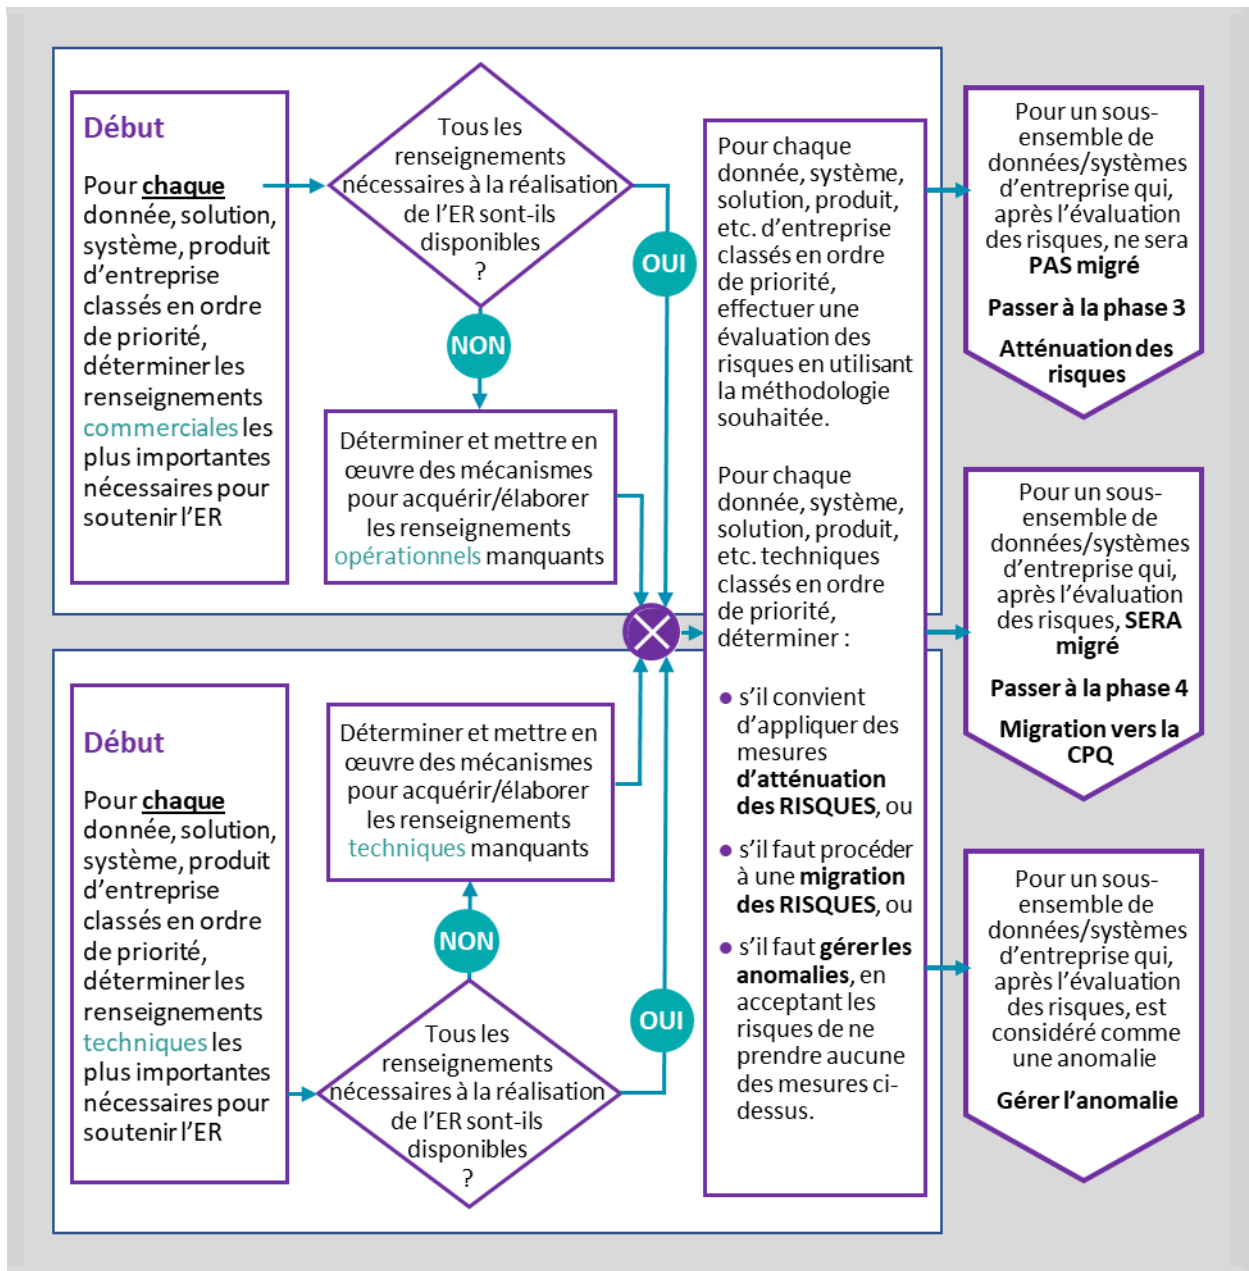 Début
Pour chaque
donnée, solution,
système, produit
d’entreprise
classés en ordre
de priorité,
déterminer les
renseignements
commerciales les
plus importantes
nécessaires pour
soutenir l’ER
Tous les
renseignements
nécessaires à la réalisation
de l’ER sont-ils
disponibles
?
OUI
NON
Déterminer et mettre en
œuvre des mécanismes
pour acquérir/élaborer
les renseignements
opérationnels manquants
Début
Pour chaque
donnée, solution,
système, produit
d’entreprise
classés en ordre
de priorité,
déterminer les
renseignements
techniques les
plus importantes
nécessaires pour
soutenir l’ER
Déterminer et mettre en
œuvre des mécanismes
pour acquérir/élaborer
les renseignements
techniques manquants
NON
OUI
Tous les
renseignements
nécessaires à la réalisation
de l’ER sont-ils
disponibles
?
Pour chaque
donnée, système,
solution, produit,
etc. d’entreprise
classés en ordre
de priorité,
effectuer une
évaluation des
risques en utilisant
la méthodologie
souhaitée.
Pour chaque
donnée, système,
solution, produit,
etc. techniques
classés en ordre
de priorité,
déterminer :
● s’il convient
d’appliquer des
mesures
d’atténuation
des RISQUES, ou
● s’il faut procéder
à une migration
des RISQUES, ou
● s’il faut gérer les
anomalies, en
acceptant les
risques de ne
prendre aucune
des mesures ci-
dessus.
Pour un sous-
ensemble de
données/systèmes
d’entreprise qui,
après l’évaluation
des risques, ne sera
PAS migré
Passer à la phase 3
Atténuation des
risques
Pour un sous-
ensemble de
données/systèmes
d’entreprise qui,
après l’évaluation
des risques, SERA
migré
Passer à la phase 4
Migration vers la
CPQ
Pour un sous-
ensemble de
données/systèmes
d’entreprise qui,
après l’évaluation
des risques, est
considéré comme
une anomalie
Gérer l’anomalie